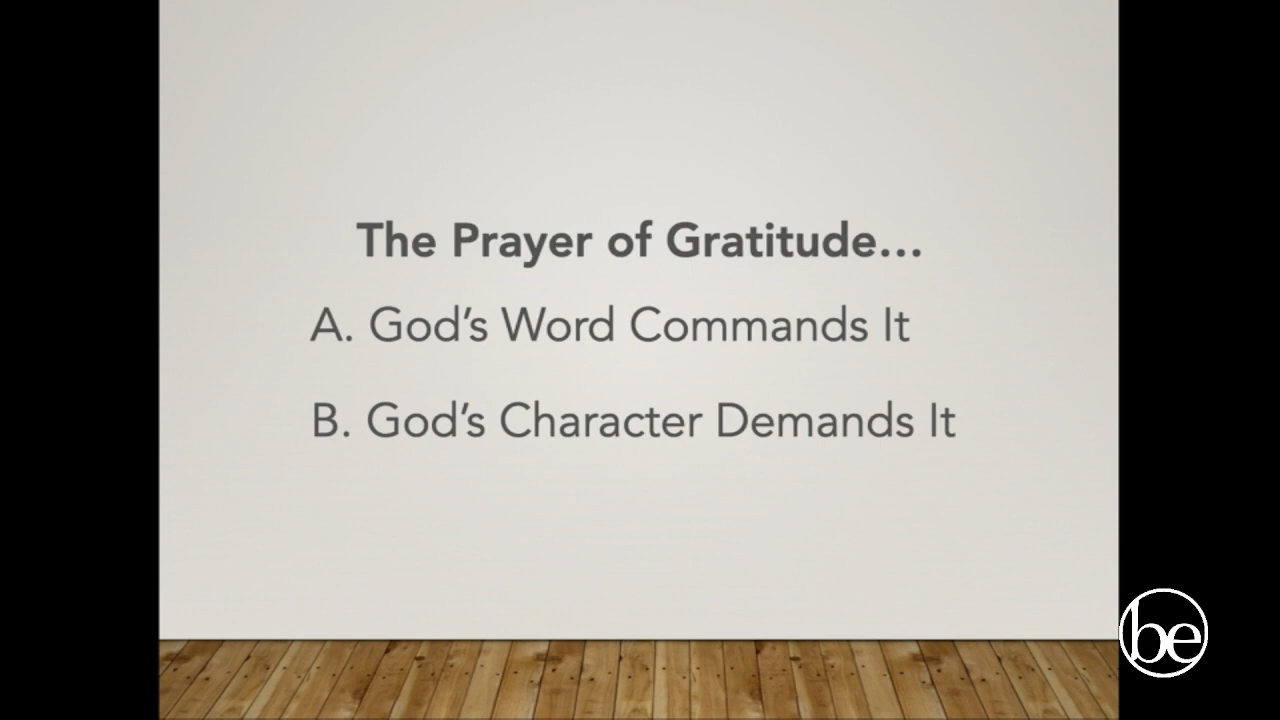 The Prayer of Gratitude...
A. God's Word Commands It
B. God's Character Demands It
be